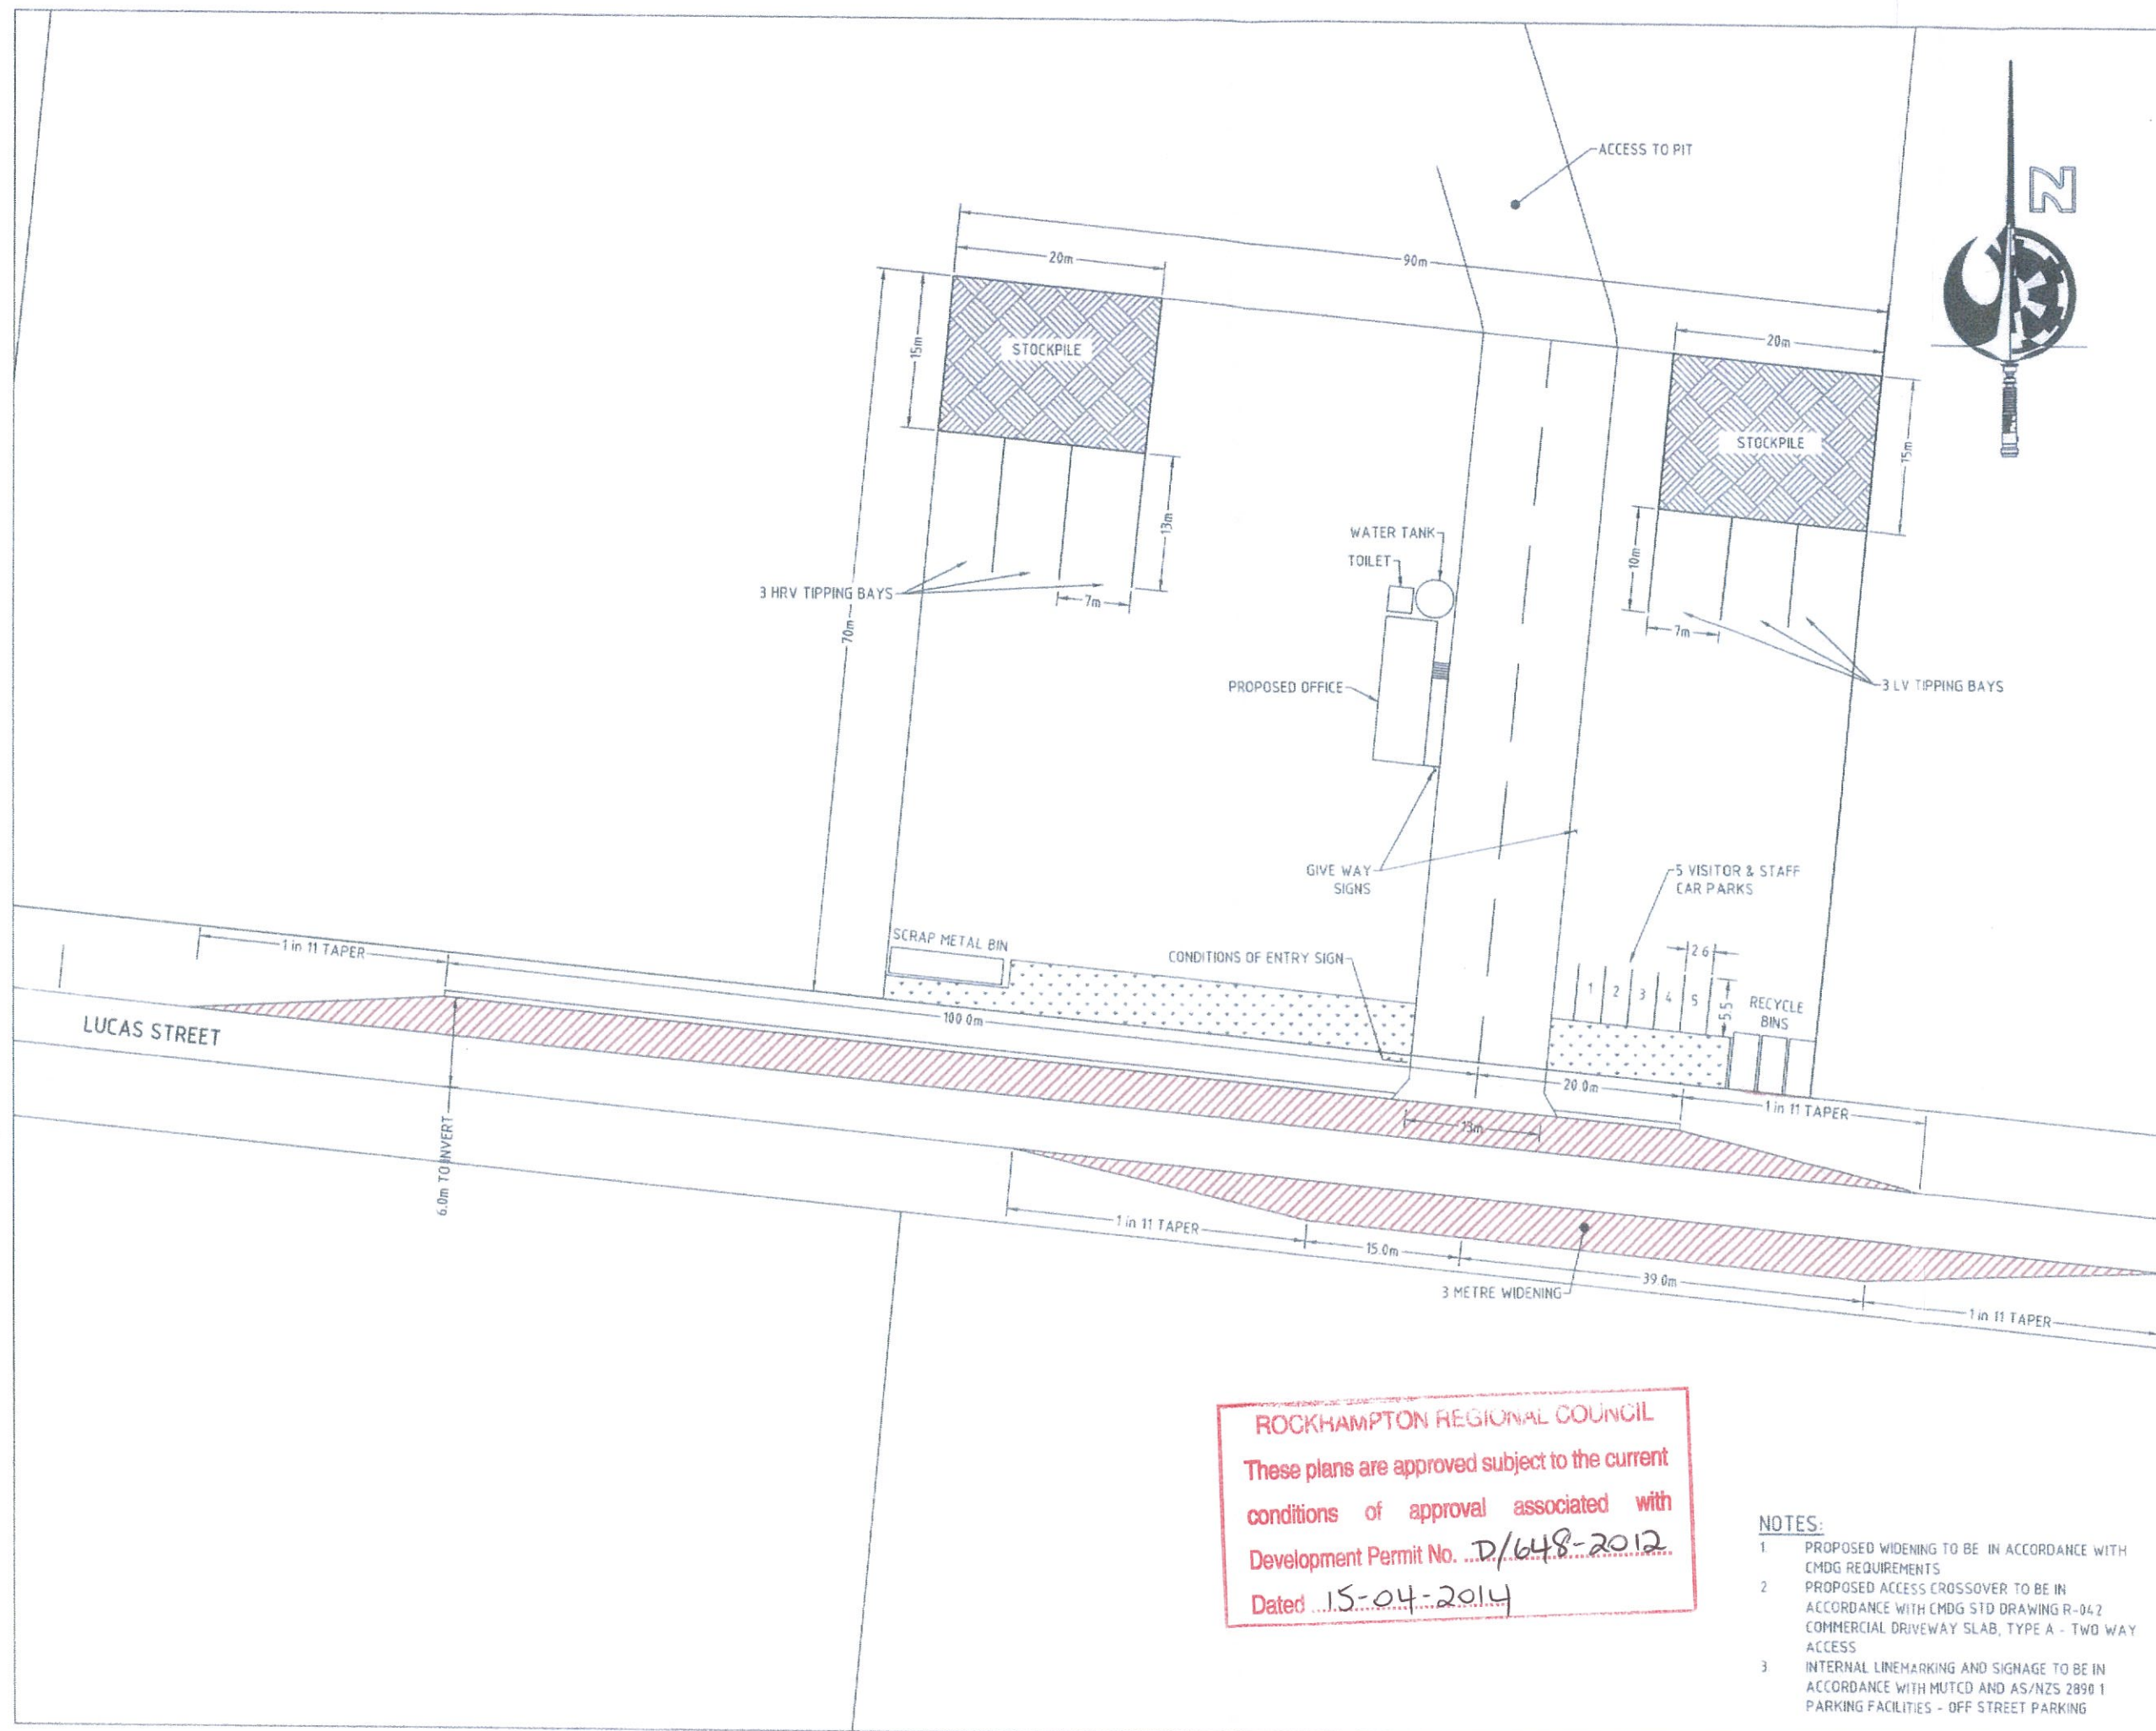 ACCESS TO PIT
N
90m
20m
20m
15m
STOCKPILE
STOCKPILE
15m
13m
10m
WATER TANK
TOILET
3 HRV TIPPING BAYS
7m
7m
70m
PROPOSED OFFICE
3 LV TIPPING BAYS
GIVE WAY
SIGNS
5 VISITOR & STAFF
CAR PARKS
SCRAP METAL BIN
1 in 11 TAPER
CONDITIONS OF ENTRY SIGN
2 6
1 2 3 4 5
5.5
RECYCLE
BINS
100 0m
LUCAS STREET
20.0m
1 in 11 TAPER
13m
6.0m TO INVERT
1 in 11 TAPER
15.0m
39.0m
3 METRE WIDENING
1 in 11 TAPER
ROCKHAMPTON REGIONAL COUNCIL
These plans are approved subject to the current
conditions of approval associated with
Development Permit No. D/648-2012
Dated 15-04-2014
NOTES:
1 PROPOSED WIDENING TO BE IN ACCORDANCE WITH
CMDG REQUIREMENTS
2 PROPOSED ACCESS CROSSOVER TO BE IN
ACCORDANCE WITH CMDG STD DRAWING R-042
COMMERCIAL DRIVEWAY SLAB, TYPE A - TWO WAY
ACCESS
3 INTERNAL LINEMARKING AND SIGNAGE TO BE IN
ACCORDANCE WITH MUTCD AND AS/NZS 2890 1
PARKING FACILITIES - OFF STREET PARKING